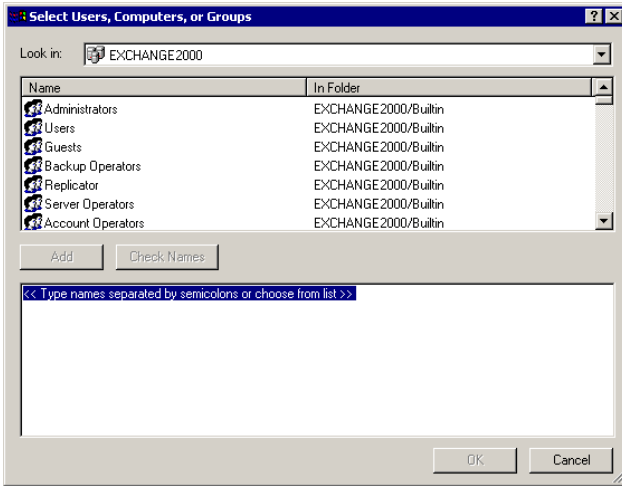 Select Users, Computers, or Groups
Look in: EXCHANGE2000
Name In Folder
Administrators EXCHANGE2000/Builtin
Users EXCHANGE2000/Builtin
Guests EXCHANGE2000/Builtin
Backup Operators EXCHANGE2000/Builtin
Replicator EXCHANGE2000/Builtin
Server Operators EXCHANGE2000/Builtin
Account Operators EXCHANGE2000/Builtin
Add Check Names
<< Type names separated by semicolons or choose from list >>
OK Cancel